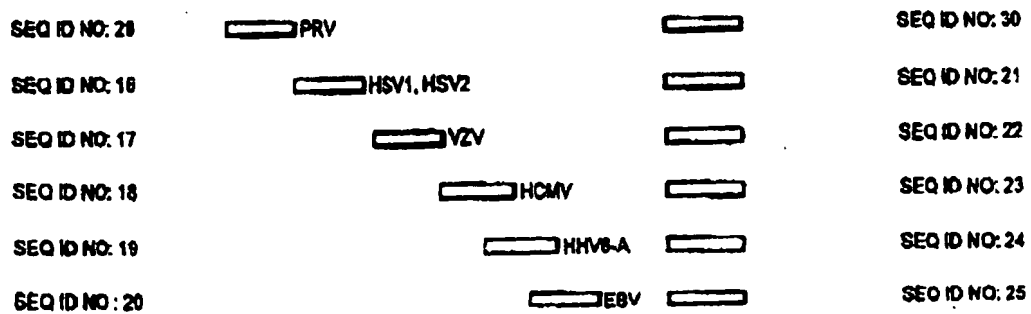 SEQ ID NO: 29 PRV SEQ ID NO: 30
SEQ ID NO: 16 HSV1, HSV2 SEQ ID NO: 21
SEQ ID NO: 17 VZV SEQ ID NO: 22
SEQ ID NO: 18 HCMV SEQ ID NO: 23
SEQ ID NO: 19 HHV6-A SEQ ID NO: 24
SEQ ID NO : 20 EBV SEQ ID NO: 25